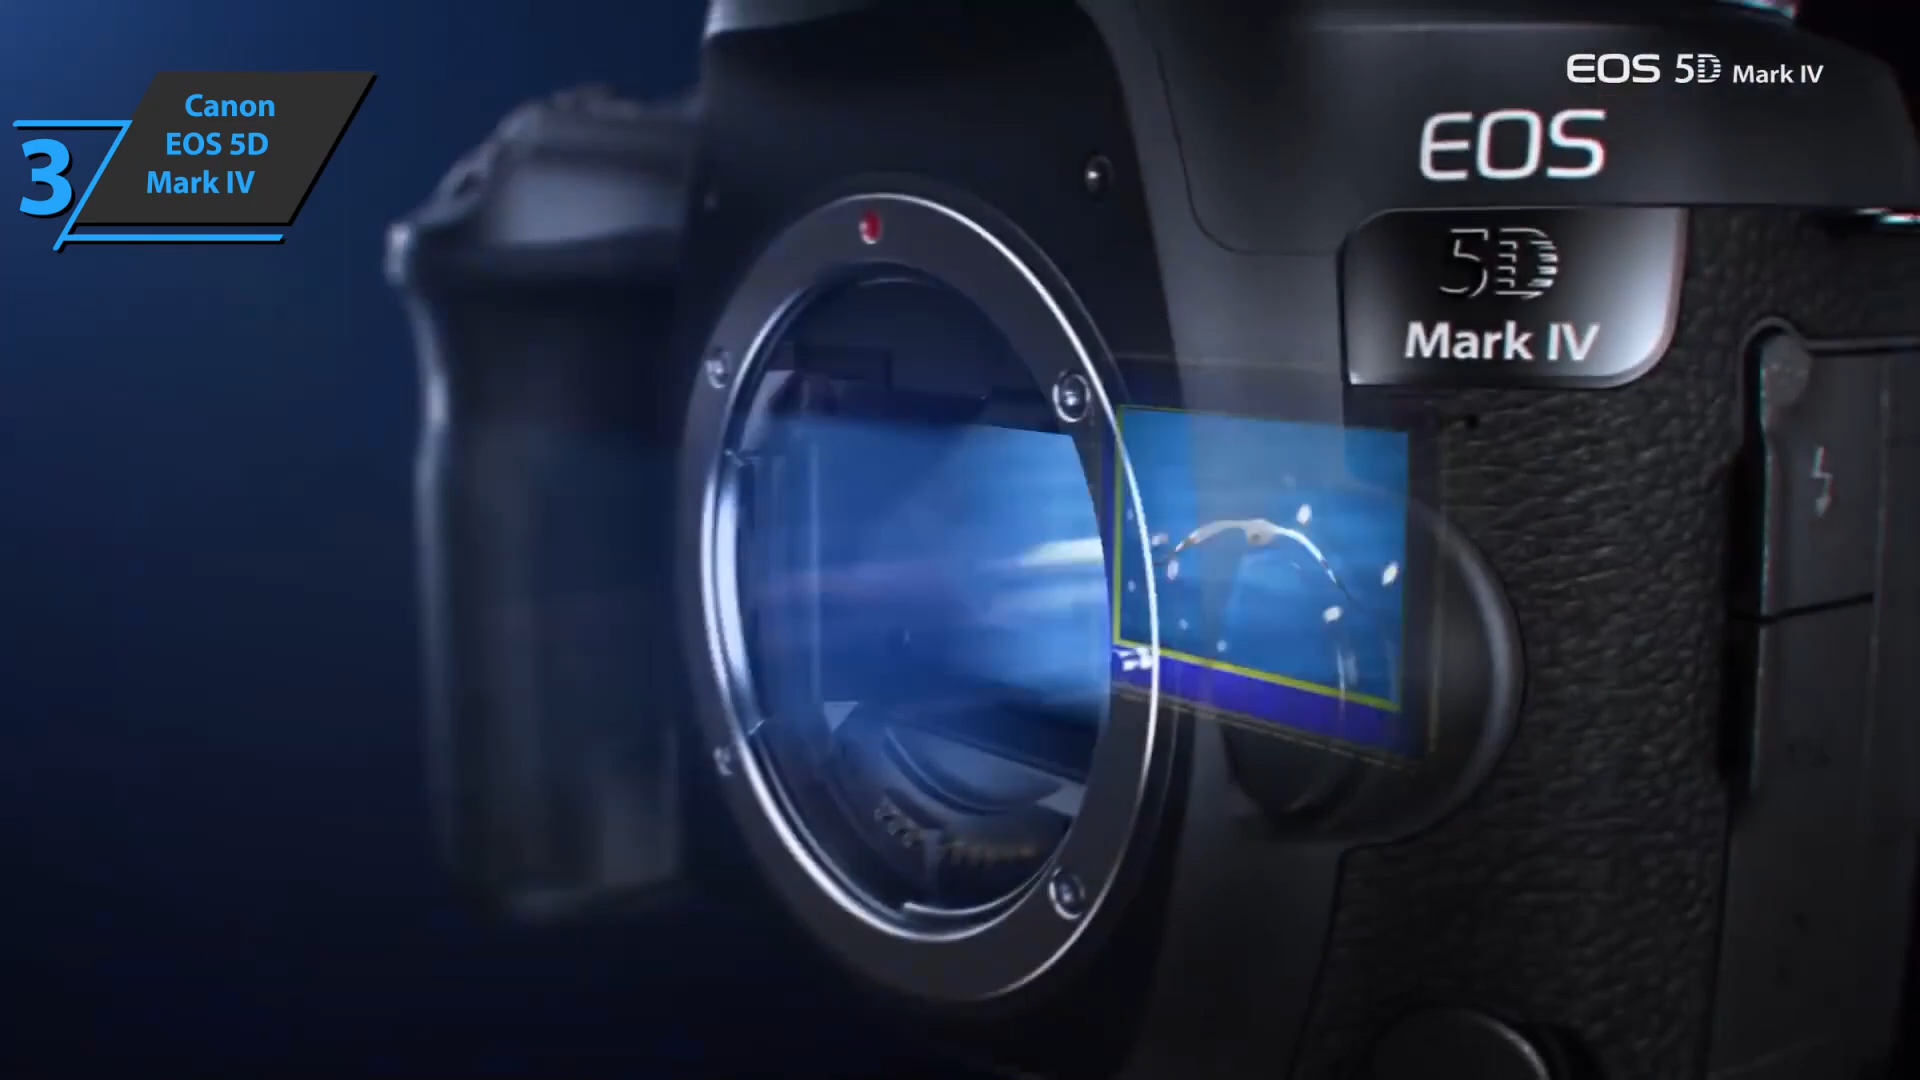 3
Canon
EOS 5D
Mark IV
EOS 5D Mark IV
EOS
5D
Mark IV